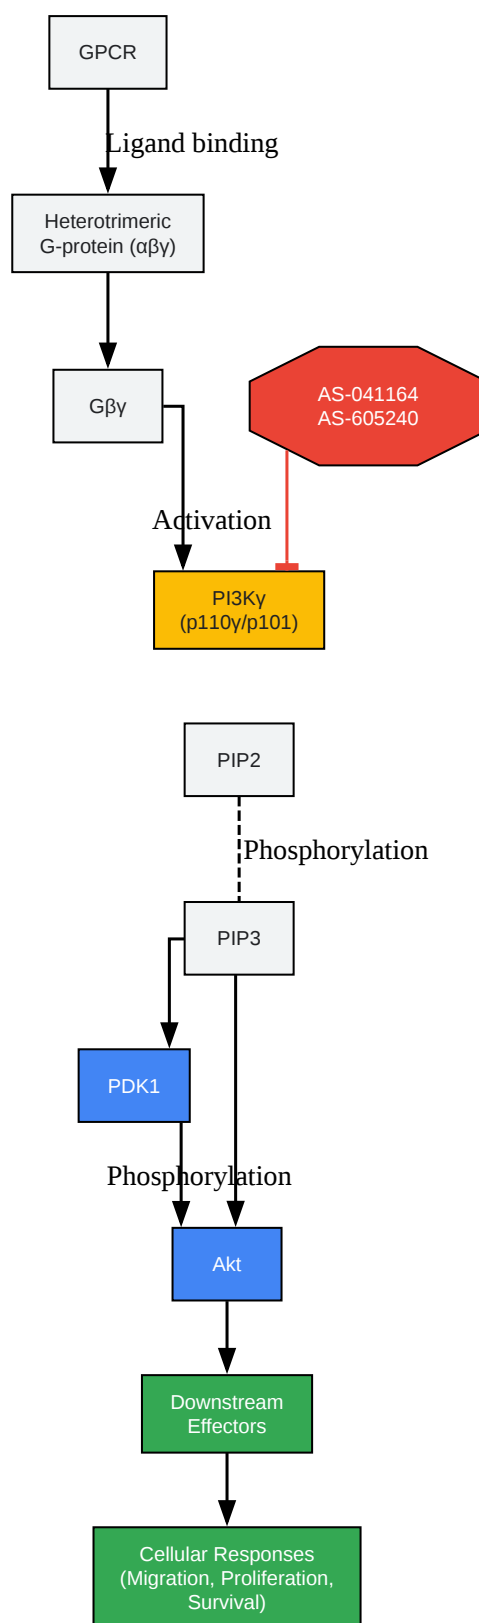 GPCR
Ligand binding
Heterotrimeric
G-protein (αβγ)
Gβγ
AS-041164
AS-605240
Activation
PI3Kγ
(p110γ/p101)
PIP2
Phosphorylation
PIP3
PDK1
Phosphorylation
Akt
Downstream
Effectors
Cellular Responses
(Migration, Proliferation,
Survival)